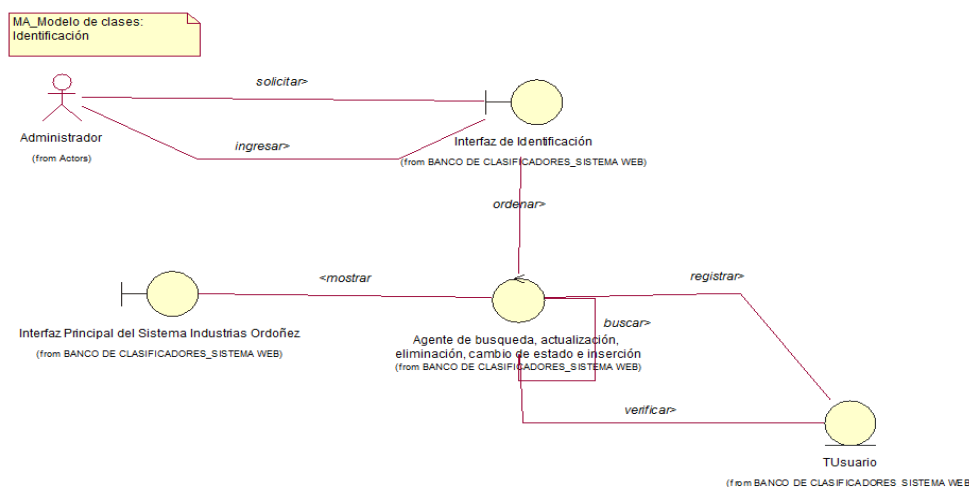 MA_Modelo de clases:
Identificación
solicitar>
Administrador
(from Actors)
ingresar>
Interfaz de Identificación
(from BANCO DE CLASIFICADORES_SISTEMA WEB)
ordenar>
<mostrar
registrar>
Interfaz Principal del Sistema Industrias Ordoñez
(from BANCO DE CLASIFICADORES_SISTEMA WEB)
buscar>
Agente de busqueda, actualización,
eliminación, cambio de estado e inserción
(from BANCO DE CLASIFICADORES_SISTEMA WEB)
verificar>
TUsuario
(from BANCO DE CLASIFICADORES_SISTEMA WEB